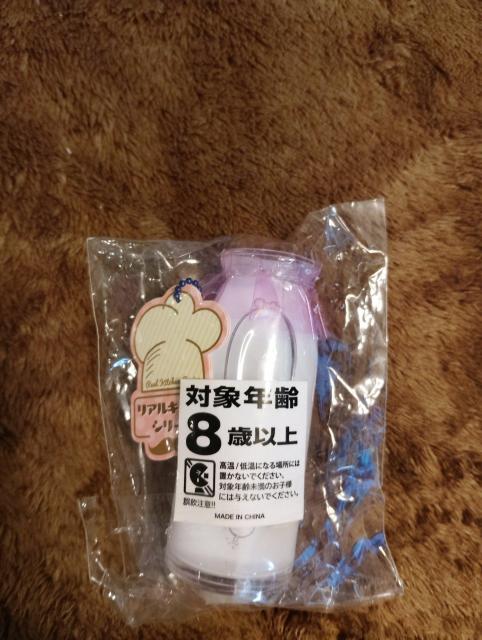 Real Kitchen
リアルキ
シリ
対象年齢
8歳以上
高温/低温になる場所には
置かないでください。
対象年齢未満のお子様
には与えないでください。
誤飲注意!!
MADE IN CHINA